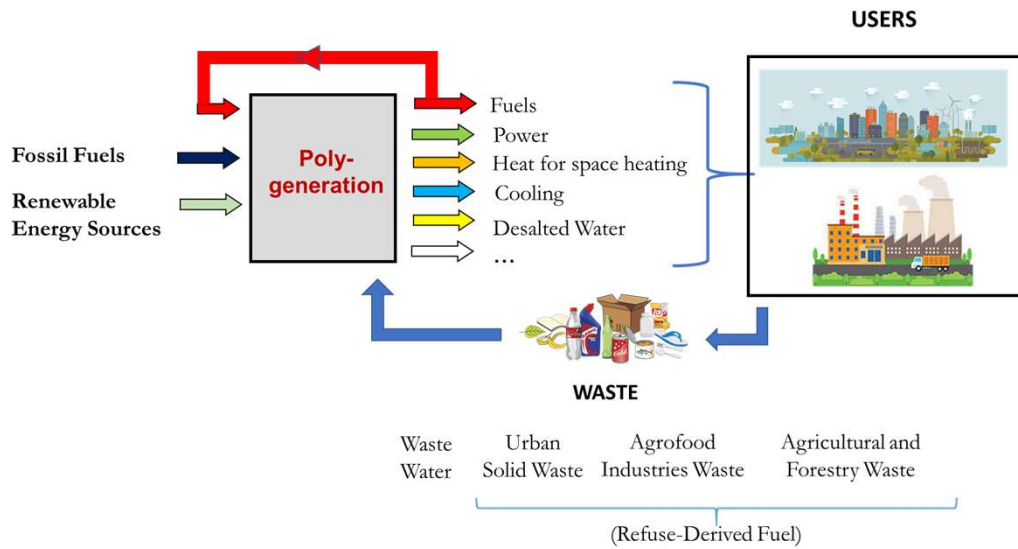 USERS
Fossil Fuels
Renewable
Energy Sources
Poly-
generation
Fuels
Power
Heat for space heating
Cooling
Desalted Water
...
WASTE
Waste
Water
Urban
Solid Waste
Agrofood
Industries Waste
Agricultural and
Forestry Waste
(Refuse-Derived Fuel)